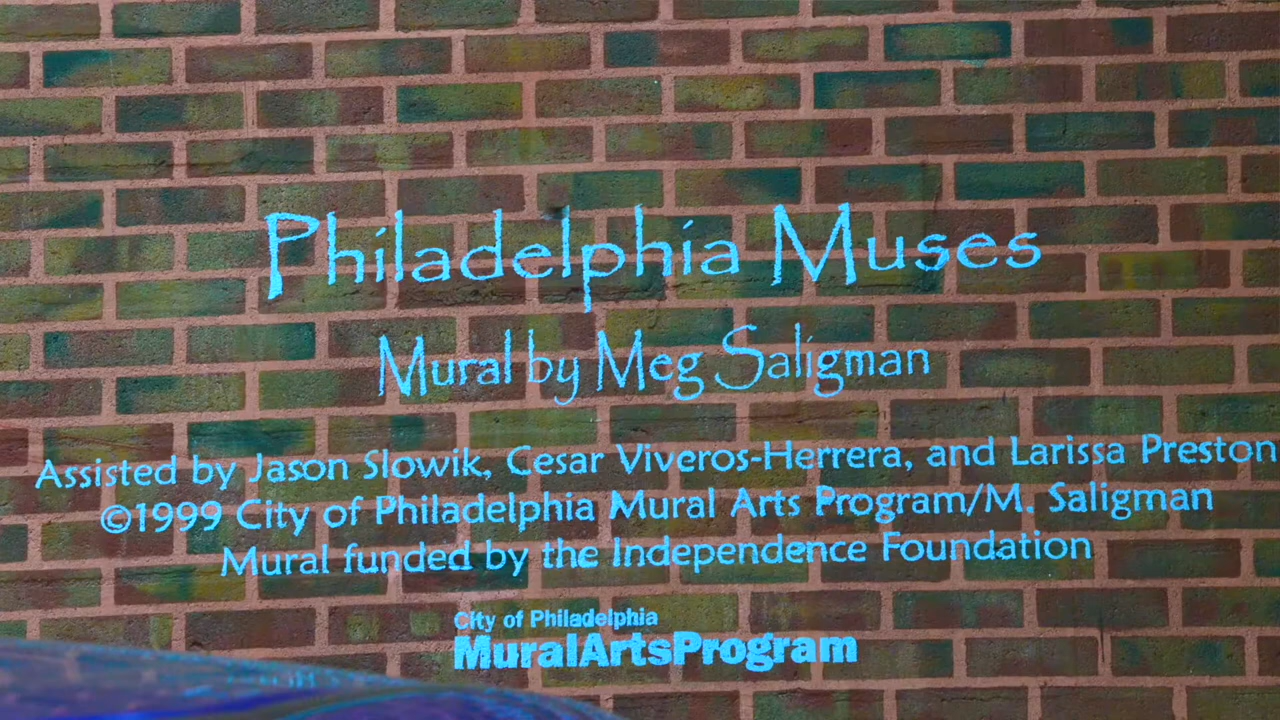 Philadelphia Muses
Mural by Meg Saligman
Assisted by Jason Slowik, Cesar Viveros-Herrera, and Larissa Preston
©1999 City of Philadelphia Mural Arts Program/M. Saligman
Mural funded by the Independence Foundation
City of Philadelphia
MuralArtsProgram